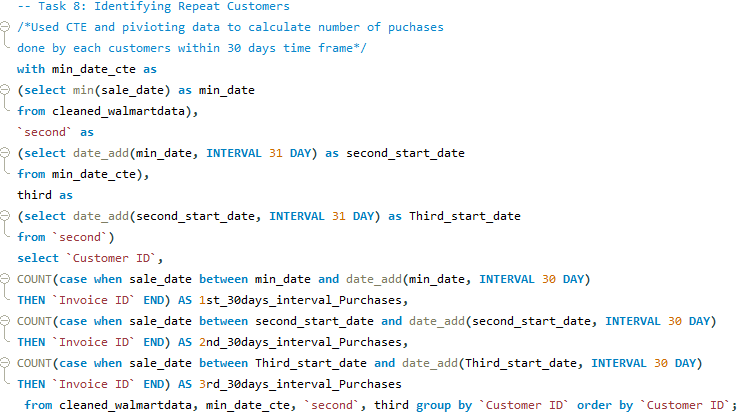 -- Task 8: Identifying Repeat Customers
/*Used CTE and pivioting data to calculate number of puchases
done by each customers within 30 days time frame*/
with min_date_cte as
(select min(sale_date) as min_date
from cleaned_walmartdata),
`second` as
(select date_add(min_date, INTERVAL 31 DAY) as second_start_date
from min_date_cte),
third as
(select date_add(second_start_date, INTERVAL 31 DAY) as Third_start_date
from `second`)
select `Customer ID`,
COUNT(case when sale_date between min_date and date_add(min_date, INTERVAL 30 DAY)
THEN `Invoice ID` END) AS 1st_30days_interval_Purchases,
COUNT(case when sale_date between second_start_date and date_add(second_start_date, INTERVAL 30 DAY)
THEN `Invoice ID` END) AS 2nd_30days_interval_Purchases,
COUNT(case when sale_date between Third_start_date and date_add(Third_start_date, INTERVAL 30 DAY)
THEN `Invoice ID` END) AS 3rd_30days_interval_Purchases
from cleaned_walmartdata, min_date_cte, `second`, third group by `Customer ID` order by `Customer ID`;